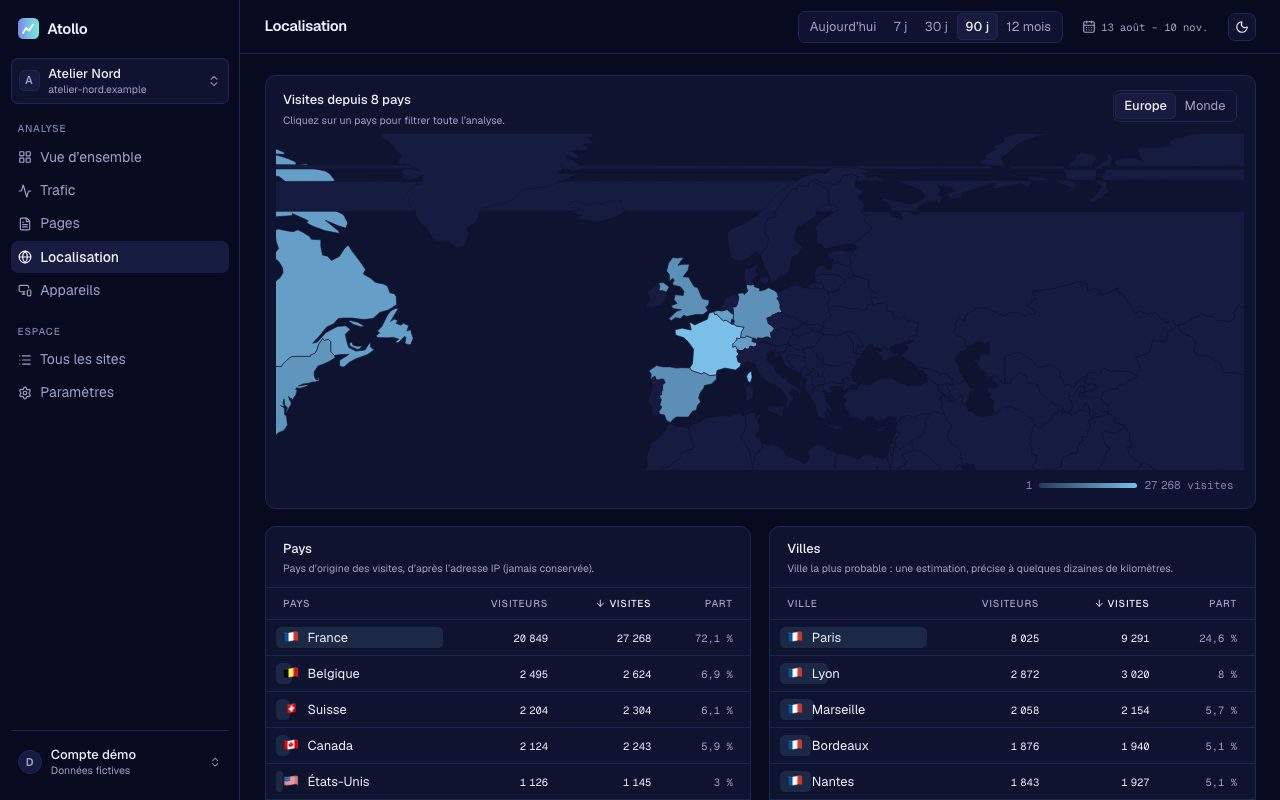 Atollo
A
Atelier Nord
atelier-nord.example
ANALYSE
Vue d'ensemble
Trafic
Pages
Localisation
Appareils
ESPACE
Tous les sites
Paramètres
D
Compte démo
Données fictives
Localisation
Aujourd'hui 7 j 30 j 90 j 12 mois
13 août – 10 nov.
Visites depuis 8 pays
Cliquez sur un pays pour filtrer toute l'analyse.
Europe Monde
1 27 268 visites
Pays
Pays d'origine des visites, d'après l'adresse IP (jamais conservée).
PAYS VISITEURS ↓ VISITES PART
France 20 849 27 268 72,1 %
Belgique 2 495 2 624 6,9 %
Suisse 2 204 2 304 6,1 %
Canada 2 124 2 243 5,9 %
États-Unis 1 126 1 145 3 %
Villes
Ville la plus probable : une estimation, précise à quelques dizaines de kilomètres.
VILLE VISITEURS ↓ VISITES PART
Paris 8 025 9 291 24,6 %
Lyon 2 872 3 020 8 %
Marseille 2 058 2 154 5,7 %
Bordeaux 1 876 1 940 5,1 %
Nantes 1 843 1 927 5,1 %